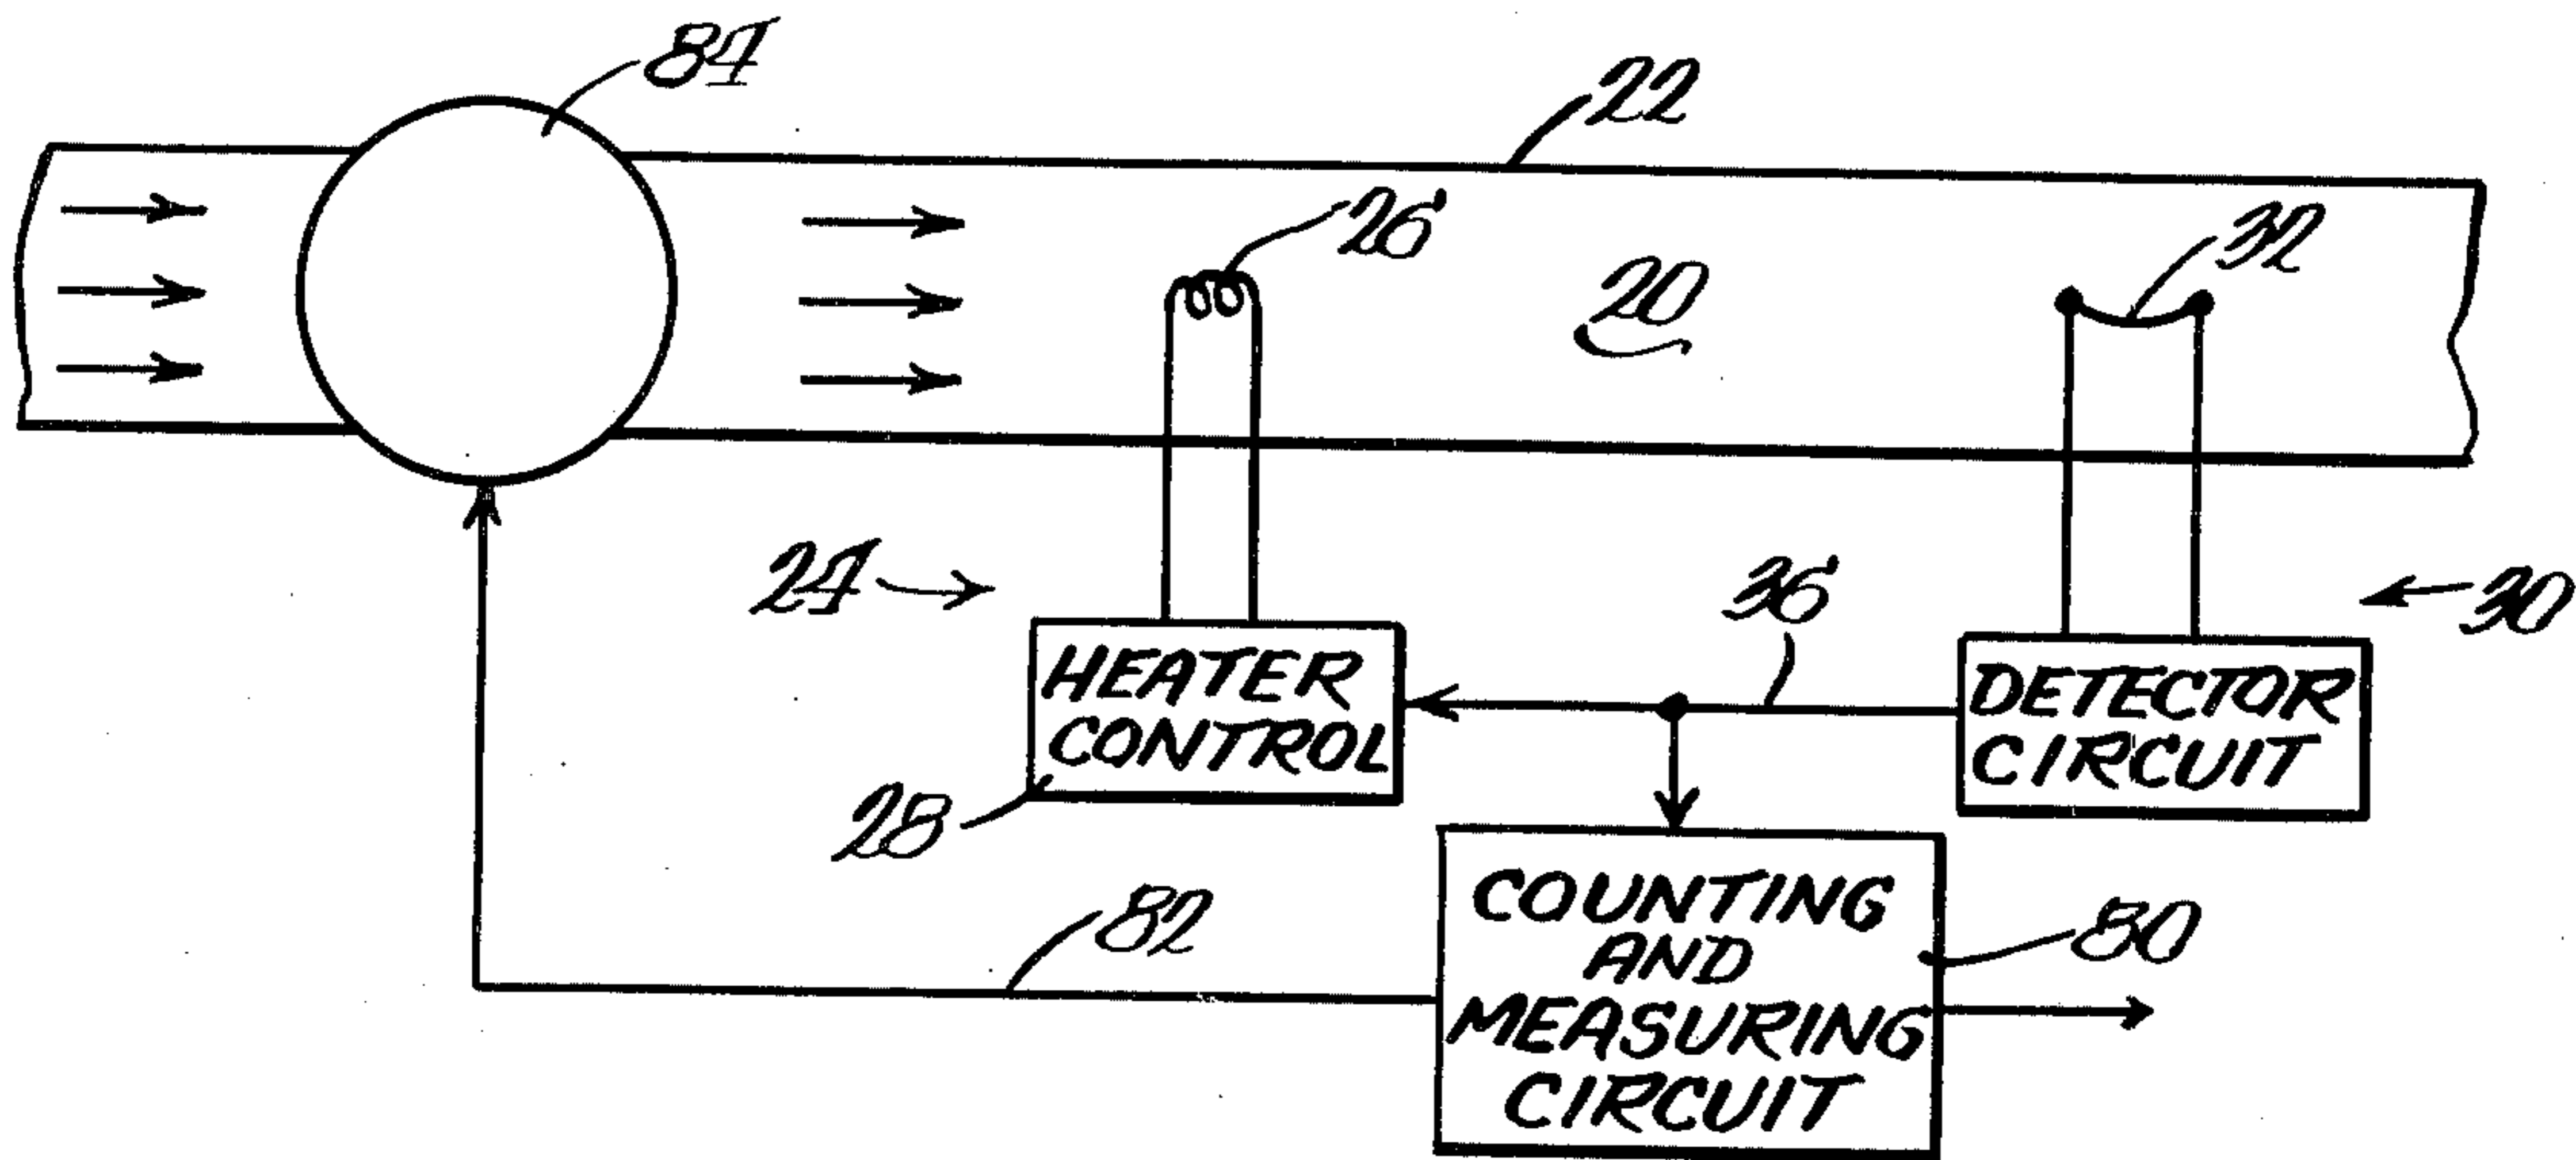 84
22
26
20
32
24
36
30
HEATER
CONTROL
DETECTOR
CIRCUIT
28
82
COUNTING
AND
MEASURING
CIRCUIT
80